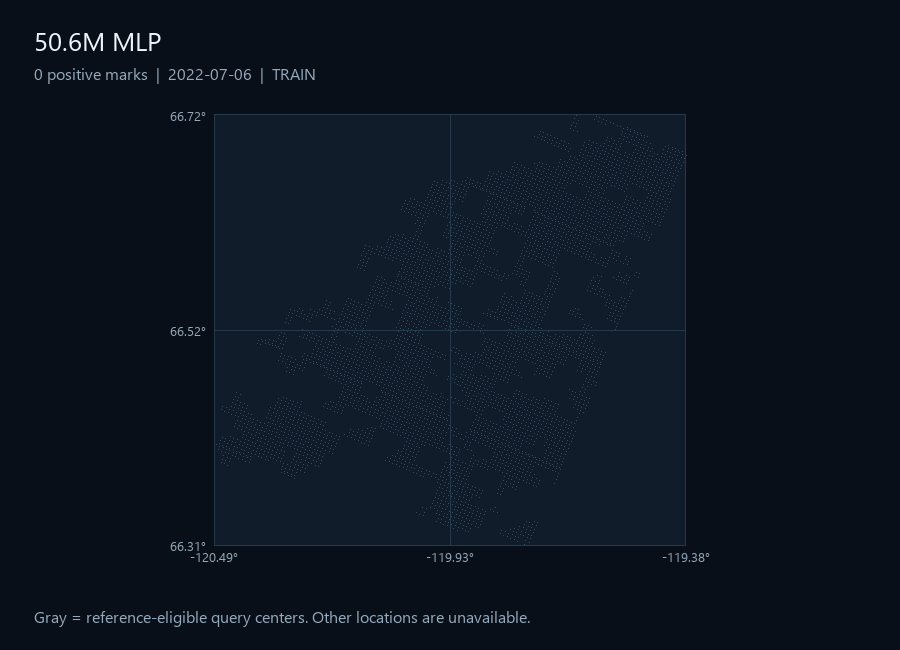 50.6M MLP
0 positive marks | 2022-07-06 | TRAIN
66.72°
66.52°
66.31°
-120.49° -119.93° -119.38°
Gray = reference-eligible query centers. Other locations are unavailable.